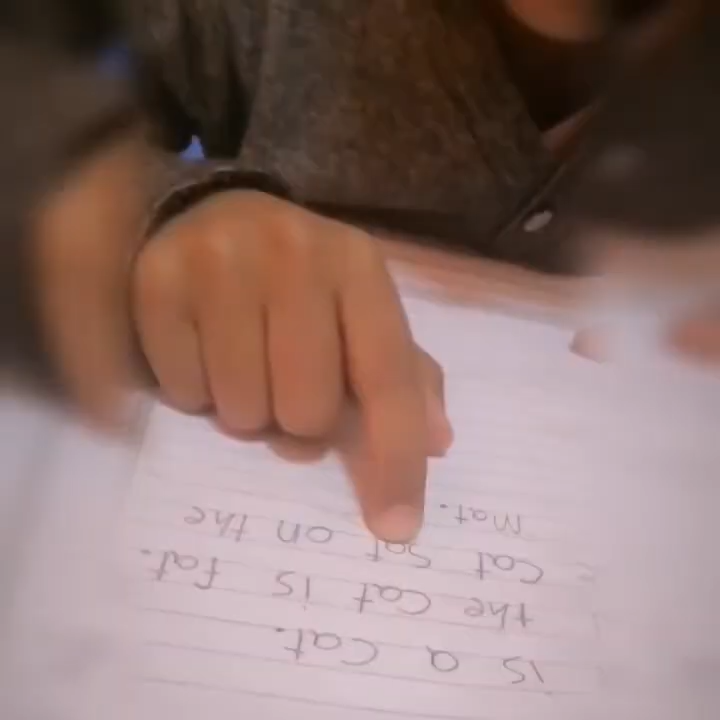 is a cat.
the cat is fat.
cat sat on the
Mat.